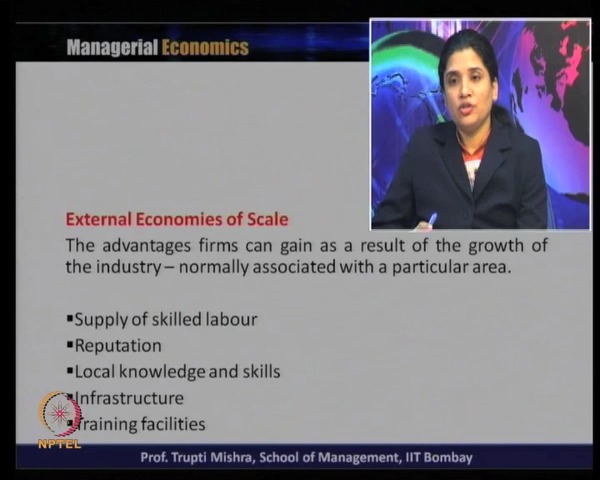 Managerial Economics
External Economies of Scale
The advantages firms can gain as a result of the growth of
the industry – normally associated with a particular area.
▪Supply of skilled labour
▪Reputation
▪Local knowledge and skills
▪Infrastructure
▪Training facilities
NPTEL
Prof. Trupti Mishra, School of Management, IIT Bombay